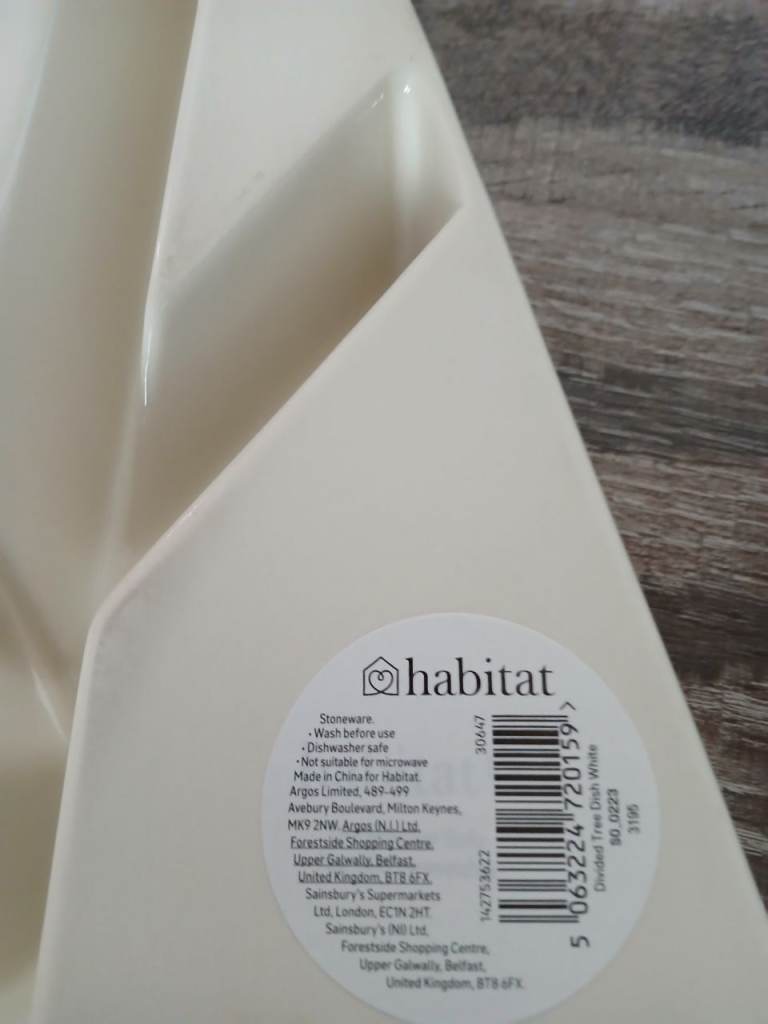 habitat
Stoneware.
• Wash before use
• Dishwasher safe
• Not suitable for microwave
Made in China for Habitat.
Argos Limited, 489-499
Avebury Boulevard, Milton Keynes,
MK9 2NW. Argos (N.I.) Ltd,
Forestside Shopping Centre,
Upper Galwally, Belfast,
United Kingdom, BT8 6FX.
Sainsbury's Supermarkets
Ltd, London, EC1N 2HT.
Sainsbury's (NI) Ltd,
Forestside Shopping Centre,
Upper Galwally, Belfast,
United Kingdom, BT8 6FX.
142753622
30647
5 063224 720159 >
Divided Tree Dish White
SO_0223
3195